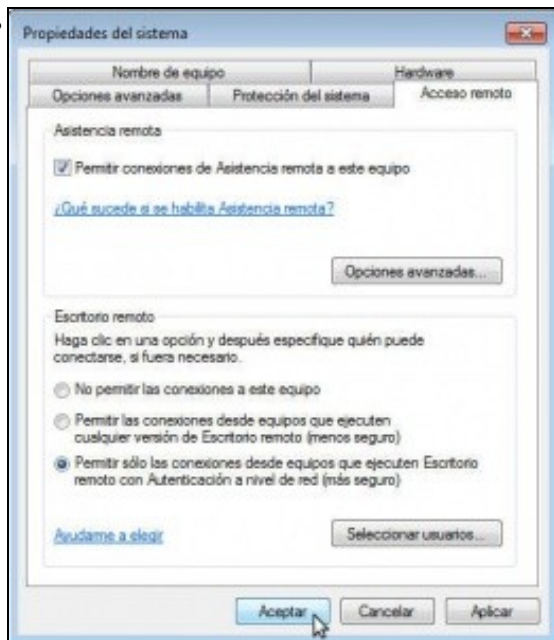 Propiedades del sistema
Nombre de equipo
Hardware
Opciones avanzadas
Protección del sistema
Acceso remoto
Asistencia remota
Permitir conexiones de Asistencia remota a este equipo
¿Qué sucede si se habilita Asistencia remota?
Opciones avanzadas...
Escritorio remoto
Haga clic en una opción y después especifique quién puede
conectarse, si fuera necesario.
No permitir las conexiones a este equipo
Permitir las conexiones desde equipos que ejecuten
cualquier versión de Escritorio remoto (menos seguro)
Permitir sólo las conexiones desde equipos que ejecuten Escritorio
remoto con Autenticación a nivel de red (más seguro)
Ayudarme a elegir
Seleccionar usuarios...
Aceptar
Cancelar
Aplicar